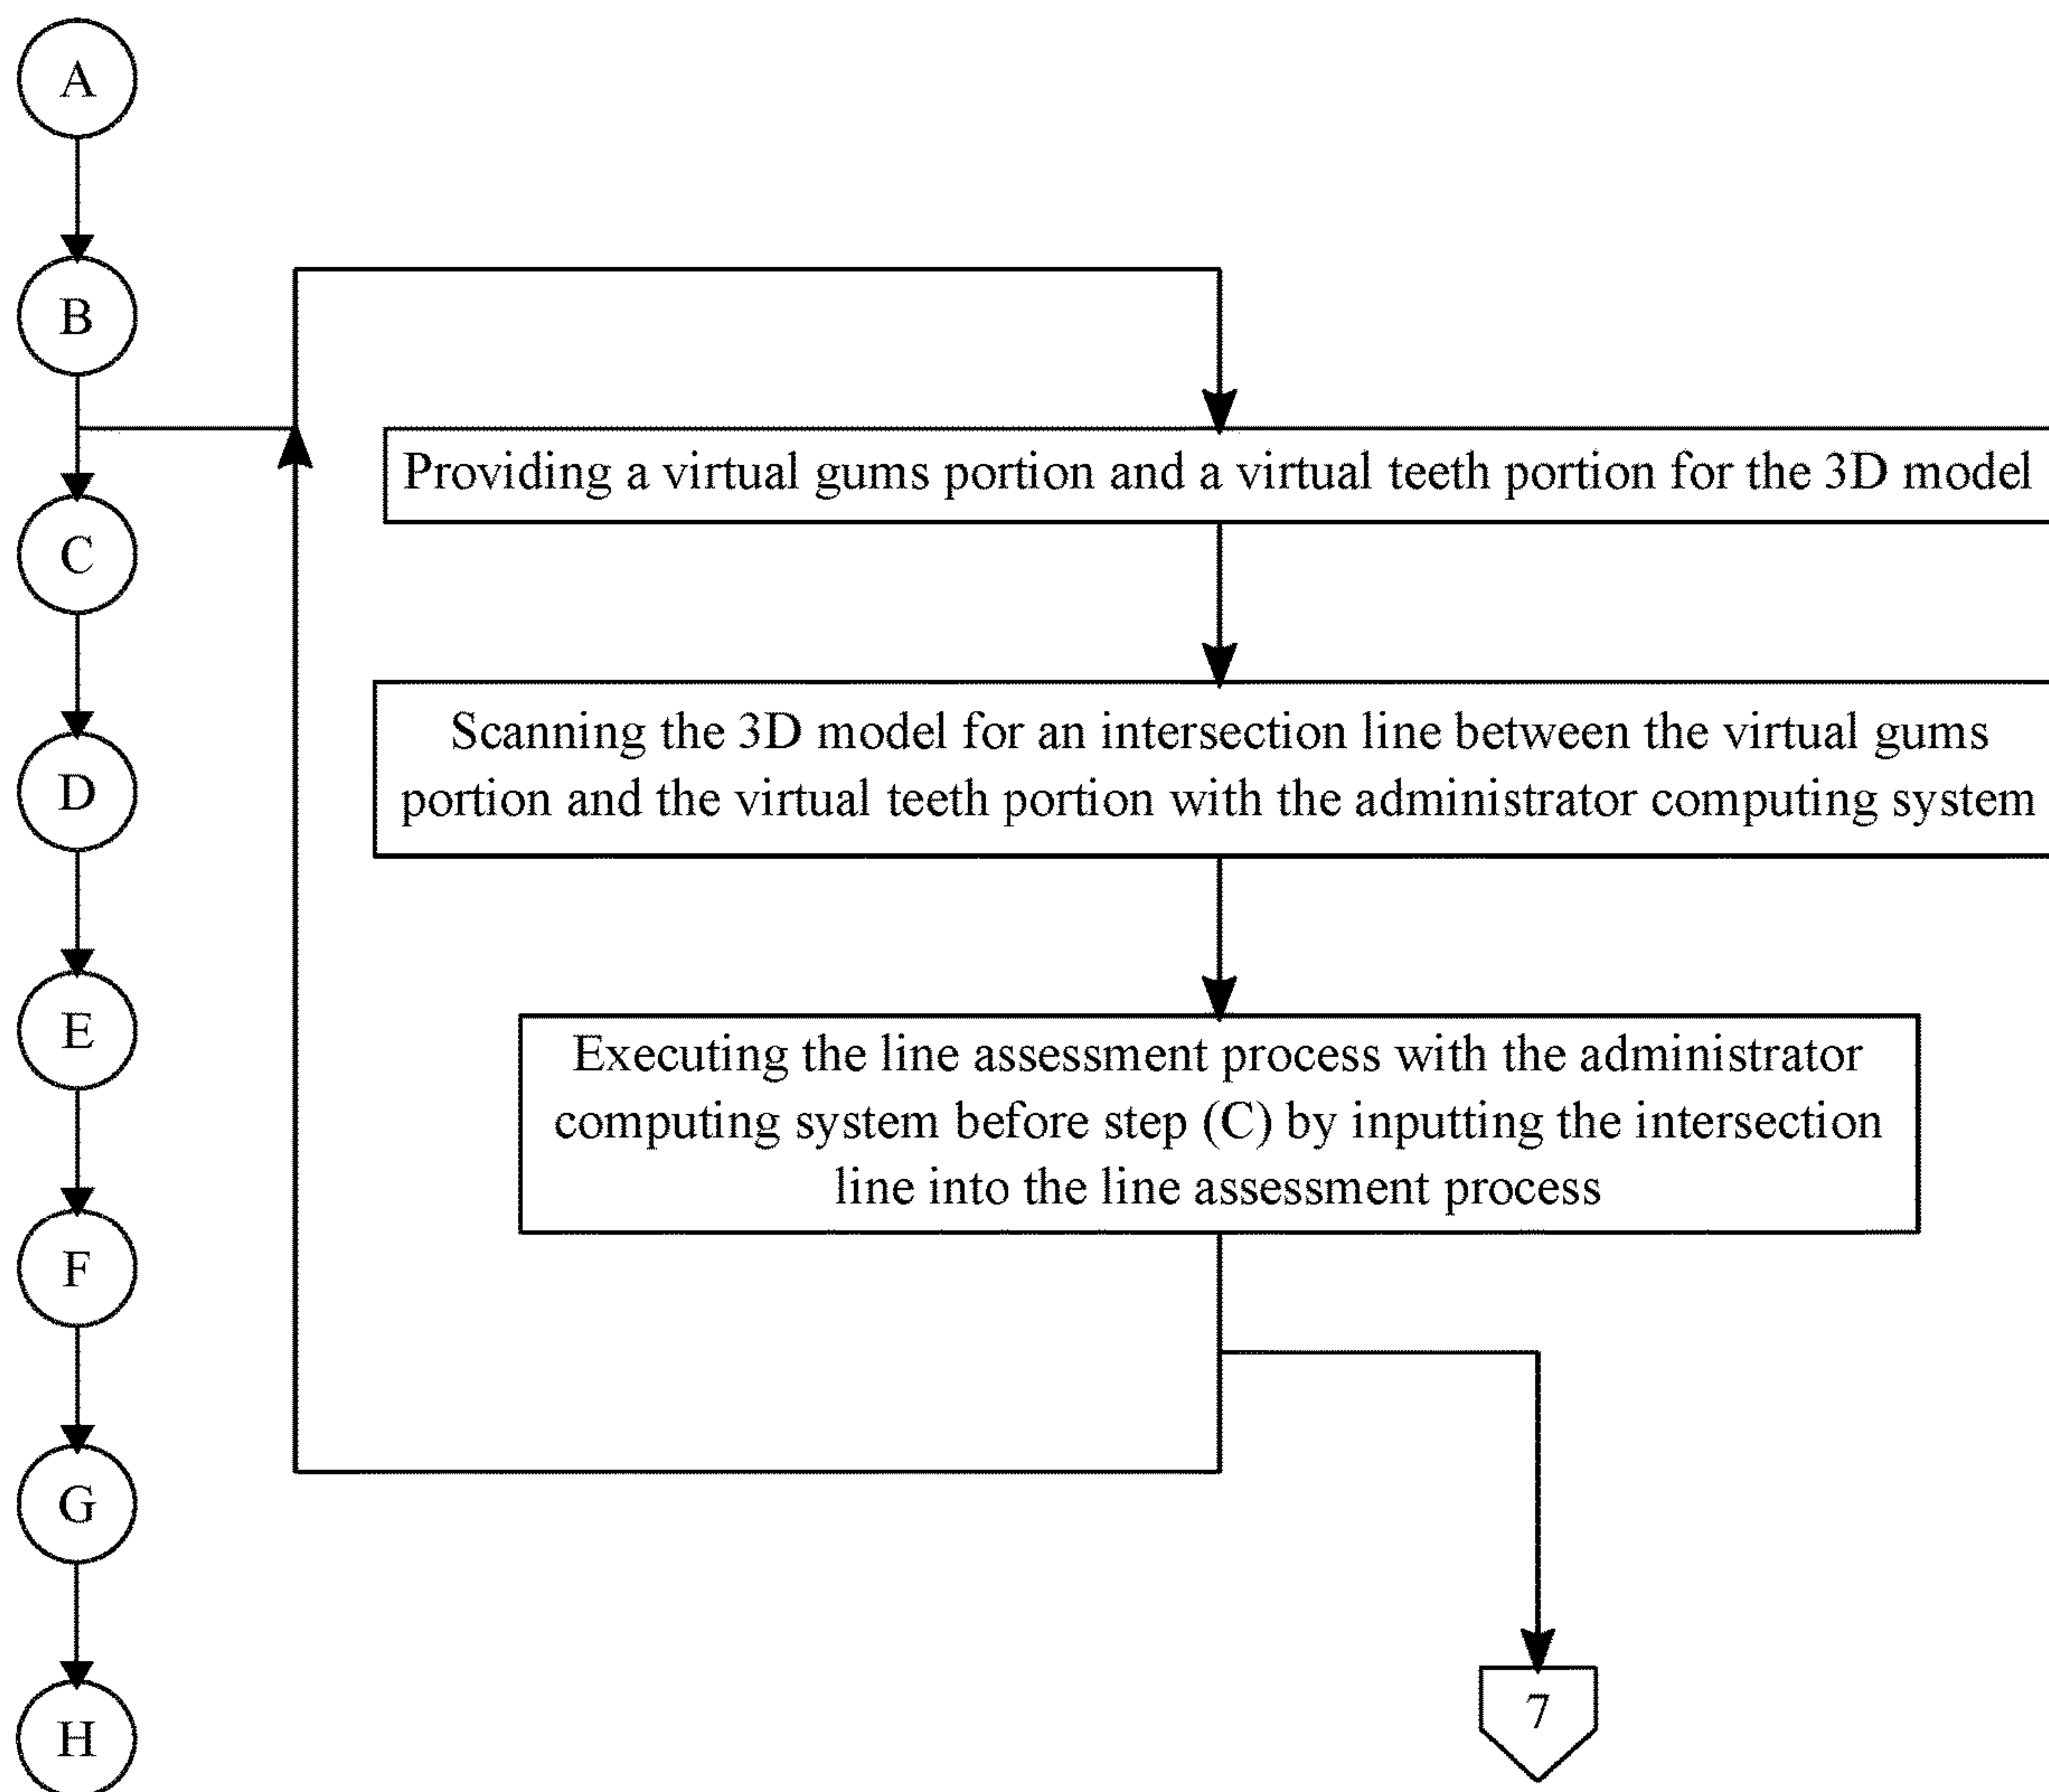 A
B
C
D
E
F
G
H
Providing a virtual gums portion and a virtual teeth portion for the 3D model
Scanning the 3D model for an intersection line between the virtual gums
portion and the virtual teeth portion with the administrator computing system
Executing the line assessment process with the administrator
computing system before step (C) by inputting the intersection
line into the line assessment process
7